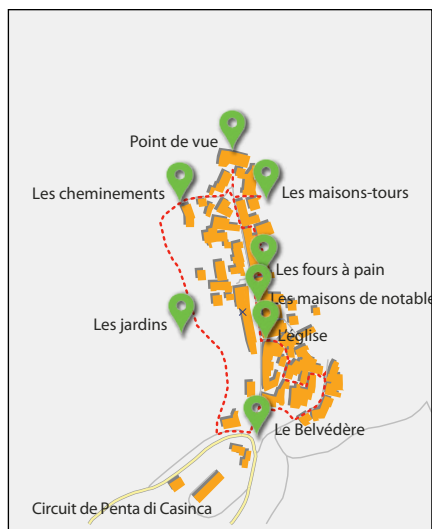 Point de vue
Les cheminements
Les maisons-tours
Les fours à pain
Les maisons de notable
Les jardins
L'église
Le Belvédère
Circuit de Penta di Casinca